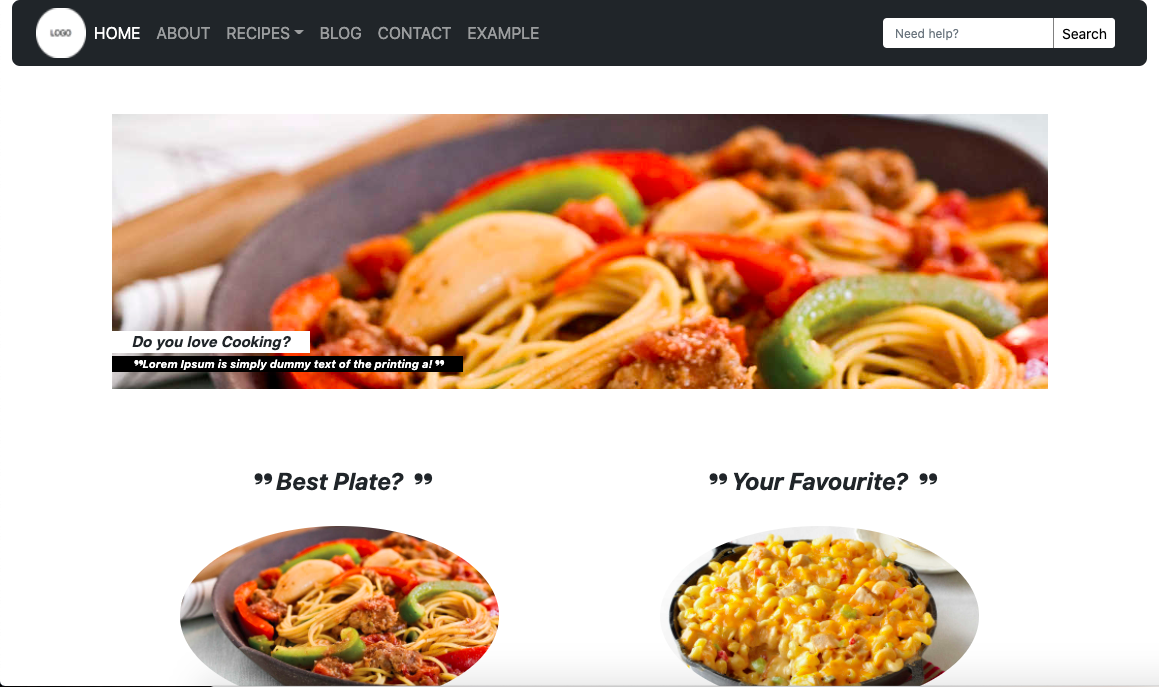 LOGO HOME ABOUT RECIPES BLOG CONTACT EXAMPLE Need help? Search
Do you love Cooking?
❞Lorem Ipsum is simply dummy text of the printing a! ❞
❞ Best Plate? ❞
❞ Your Favourite? ❞